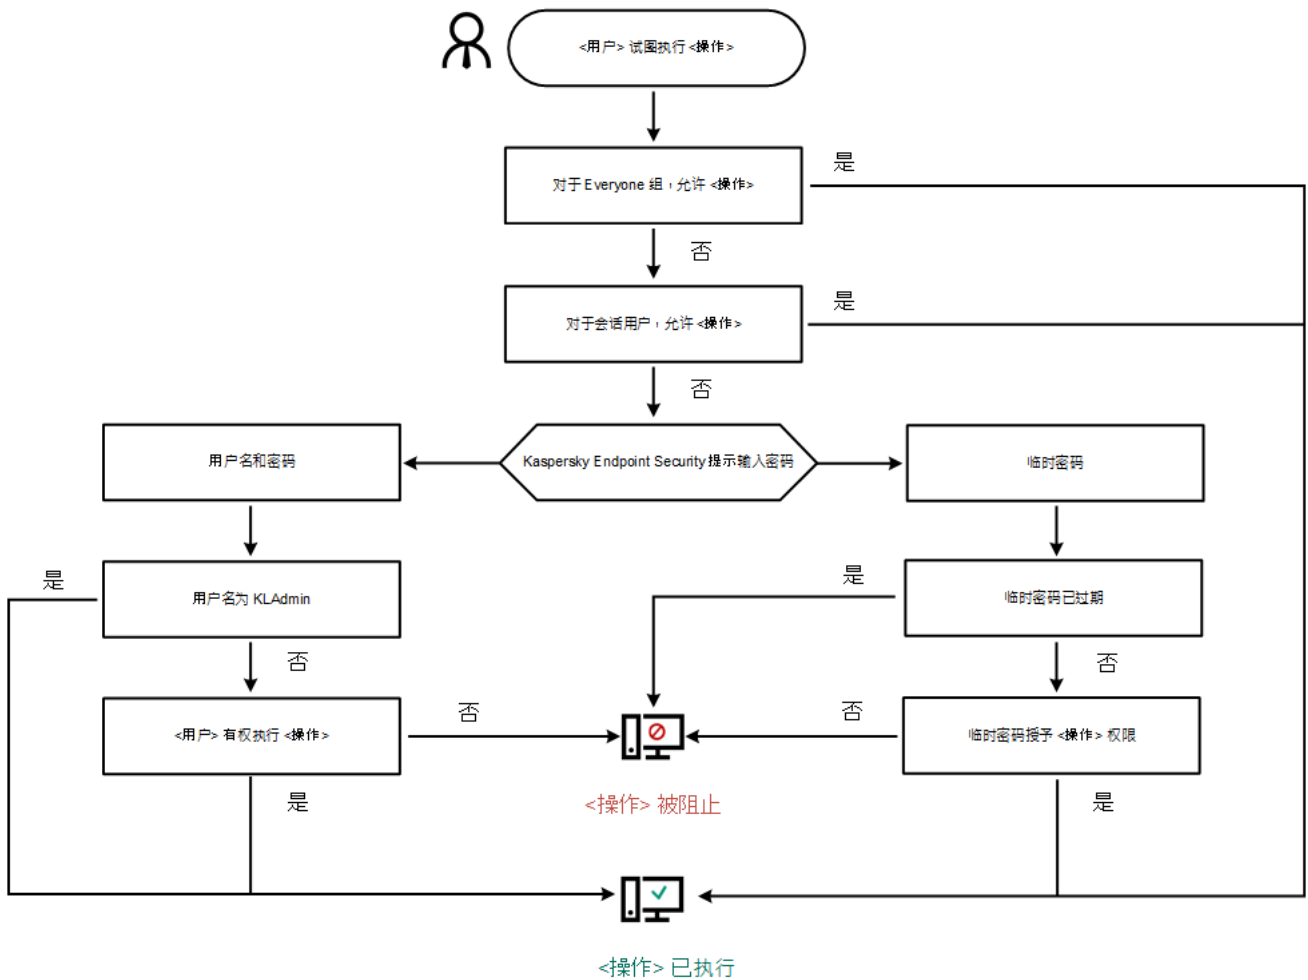 <用户> 试图执行 <操作>
是
对于 Everyone 组，允许 <操作>
否
是
对于会话用户，允许 <操作>
否
用户名和密码
Kaspersky Endpoint Security 提示输入密码
临时密码
是
用户名为 KLAdmin
是
临时密码已过期
否
否
<用户> 有权执行 <操作>
否
否
临时密码授予 <操作> 权限
是
<操作> 被阻止
是
<操作> 已执行